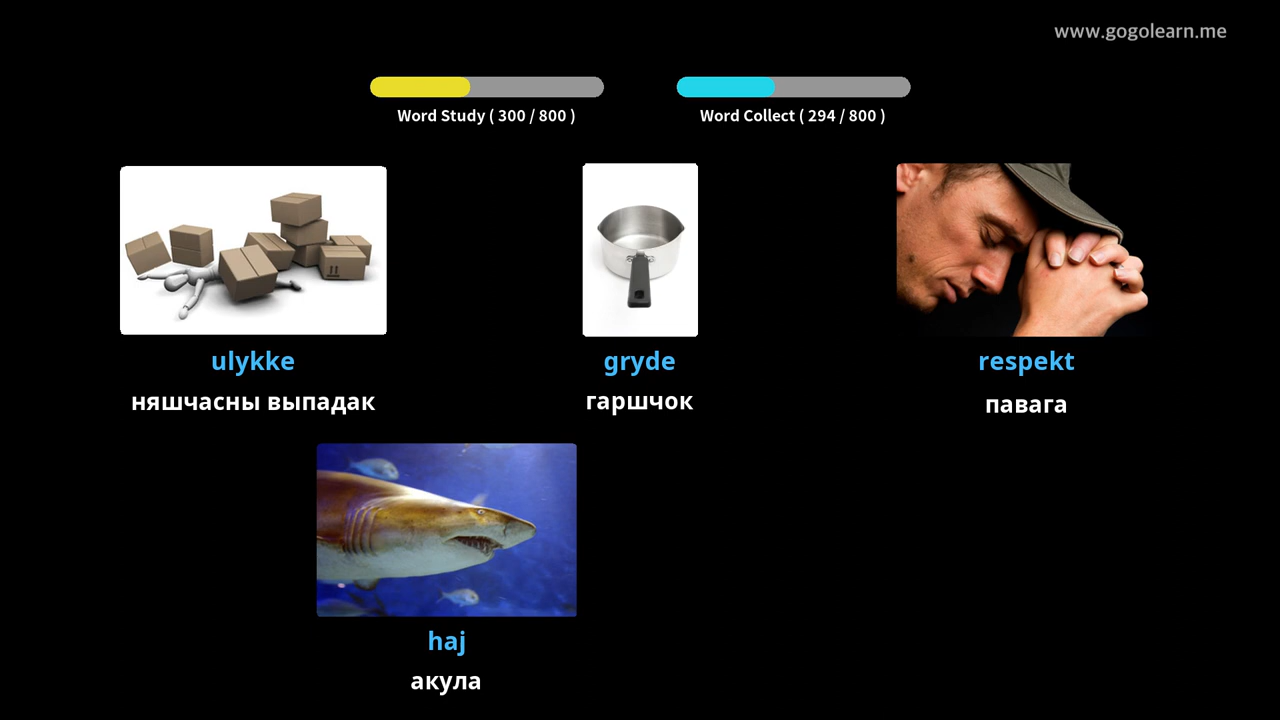 www.gogolearn.me
Word Study ( 300 / 800 )
Word Collect ( 294 / 800 )
ulykke
няшчасны выпадак
gryde
гаршчок
respekt
павага
haj
акула